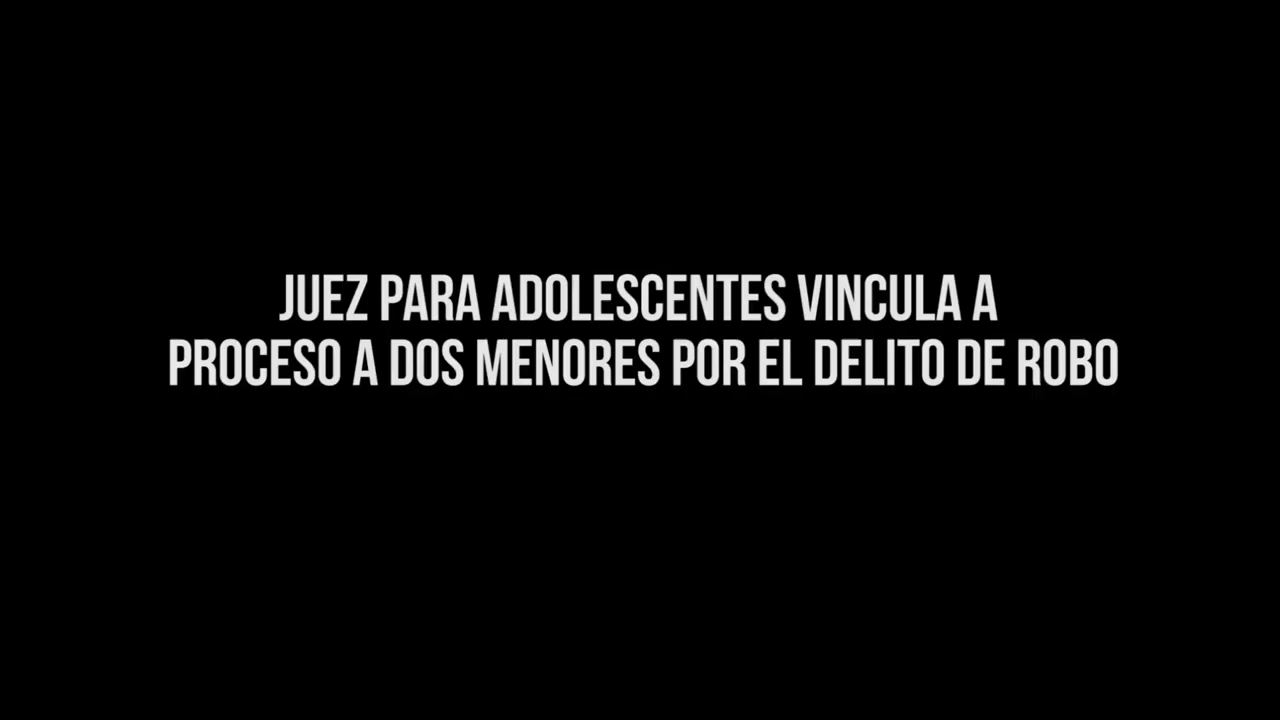 JUEZ PARA ADOLESCENTES VINCULA A
PROCESO A DOS MENORES POR EL DELITO DE ROBO